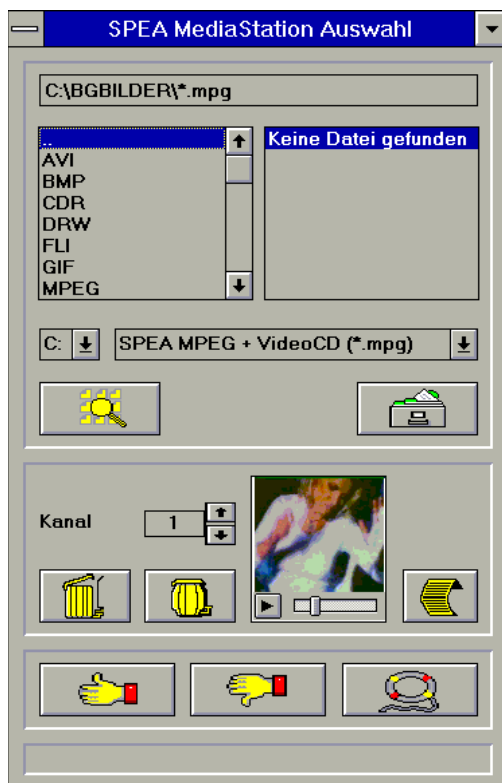 SPEA MediaStation Auswahl
C:\BGBILDER\*.mpg
..
AVI
BMP
CDR
DRW
FLI
GIF
MPEG
Keine Datei gefunden
C:
SPEA MPEG + VideoCD (*.mpg)
Kanal
1